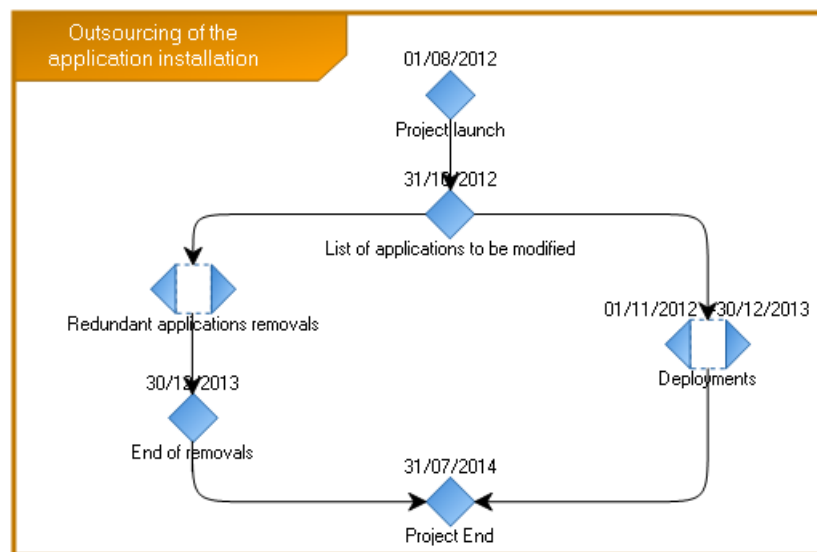 Outsourcing of the
application installation
01/08/2012
Project launch
31/10/2012
List of applications to be modified
Redundant applications removals
01/11/2012 30/12/2013
Deployments
30/12/2013
End of removals
31/07/2014
Project End